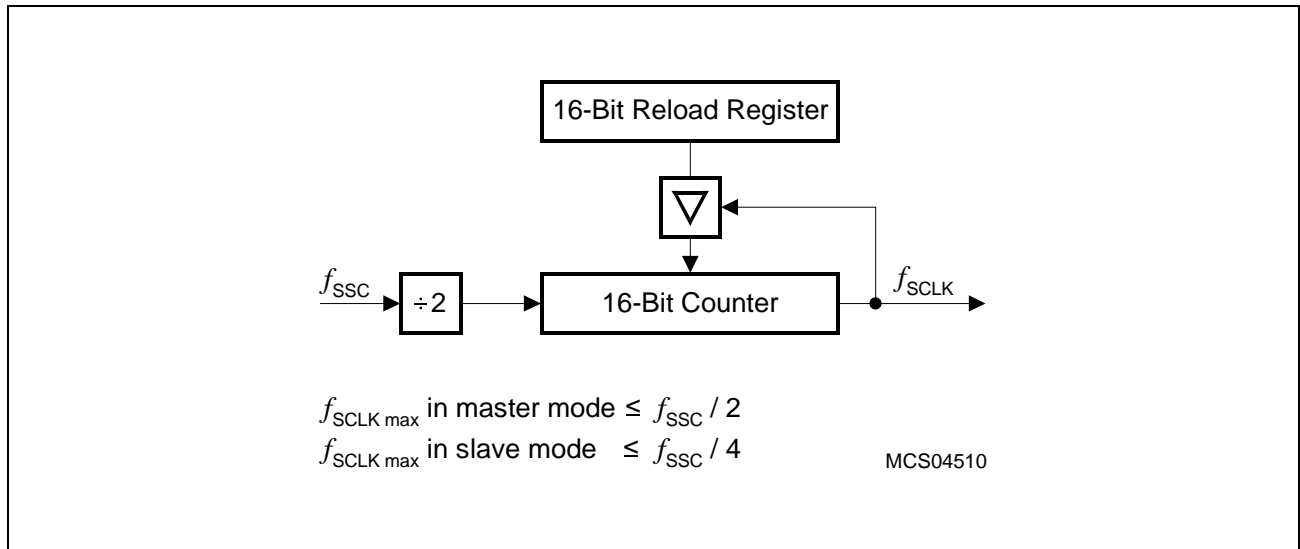 16-Bit Reload Register
f_SSC
÷2
16-Bit Counter
f_SCLK
f_SCLK max in master mode ≤ f_SSC / 2
f_SCLK max in slave mode ≤ f_SSC / 4
MCS04510